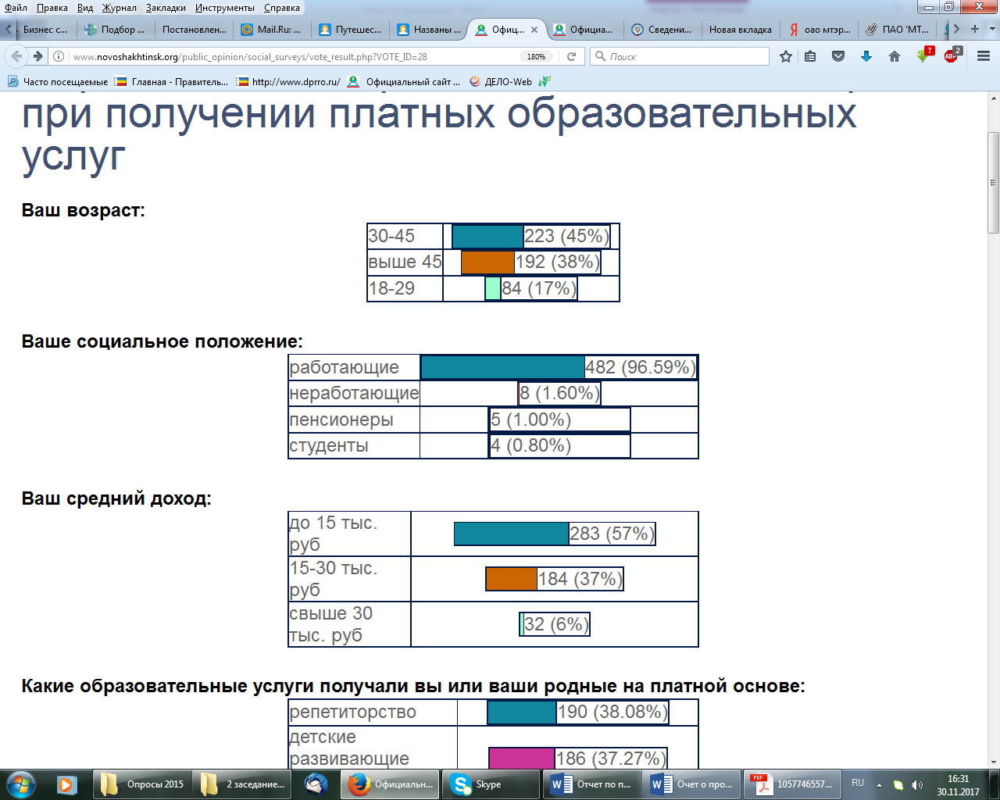 Файл Правка Вид Журнал Закладки Инструменты Справка
Бизнес с... Подбор ... Постановлен... Mail.Ru: ... Путешес... Названы ... Офиц... Официа... Сведени... Новая вкладка оао мтэр... ПАО 'МТ...
www.novoshakhtinsk.org/public_opinion/social_surveys/vote_result.php?VOTE_ID=28 180% Поиск ? ABP 2
Часто посещаемые Главная - Правитель... http://www.dprro.ru/ Официальный сайт ... ДЕЛО-Web
при получении платных образовательных
услуг
Ваш возраст:
30-45 223 (45%)
выше 45 192 (38%)
18-29 84 (17%)
Ваше социальное положение:
работающие 482 (96.59%)
неработающие 8 (1.60%)
пенсионеры 5 (1.00%)
студенты 4 (0.80%)
Ваш средний доход:
до 15 тыс.
руб 283 (57%)
15-30 тыс.
руб 184 (37%)
свыше 30
тыс. руб 32 (6%)
Какие образовательные услуги получали вы или ваши родные на платной основе:
репетиторство 190 (38.08%)
детские
развивающие 186 (37.27%)
Опросы 2015 2 заседание... Официальн... Skype Отчет по п... Очет о про... 1057746557... RU 16:31
30.11.2017